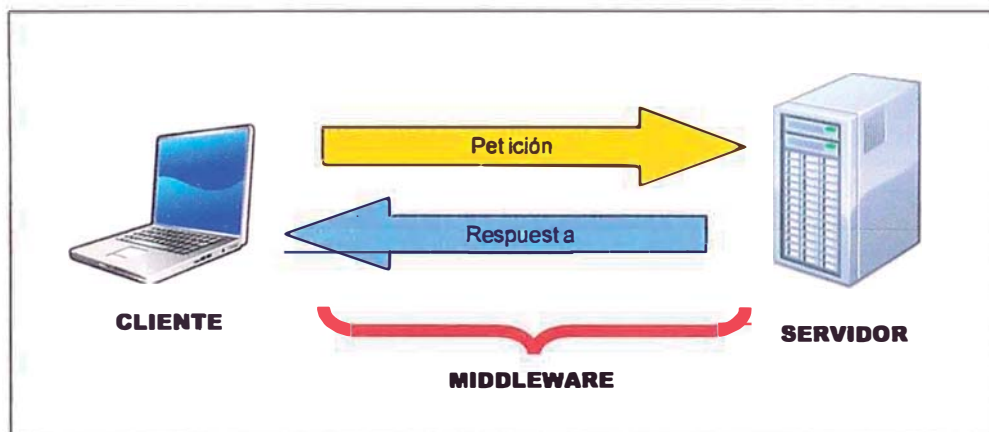 Petición
Respuesta
CLIENTE
SERVIDOR
MIDDLEWARE